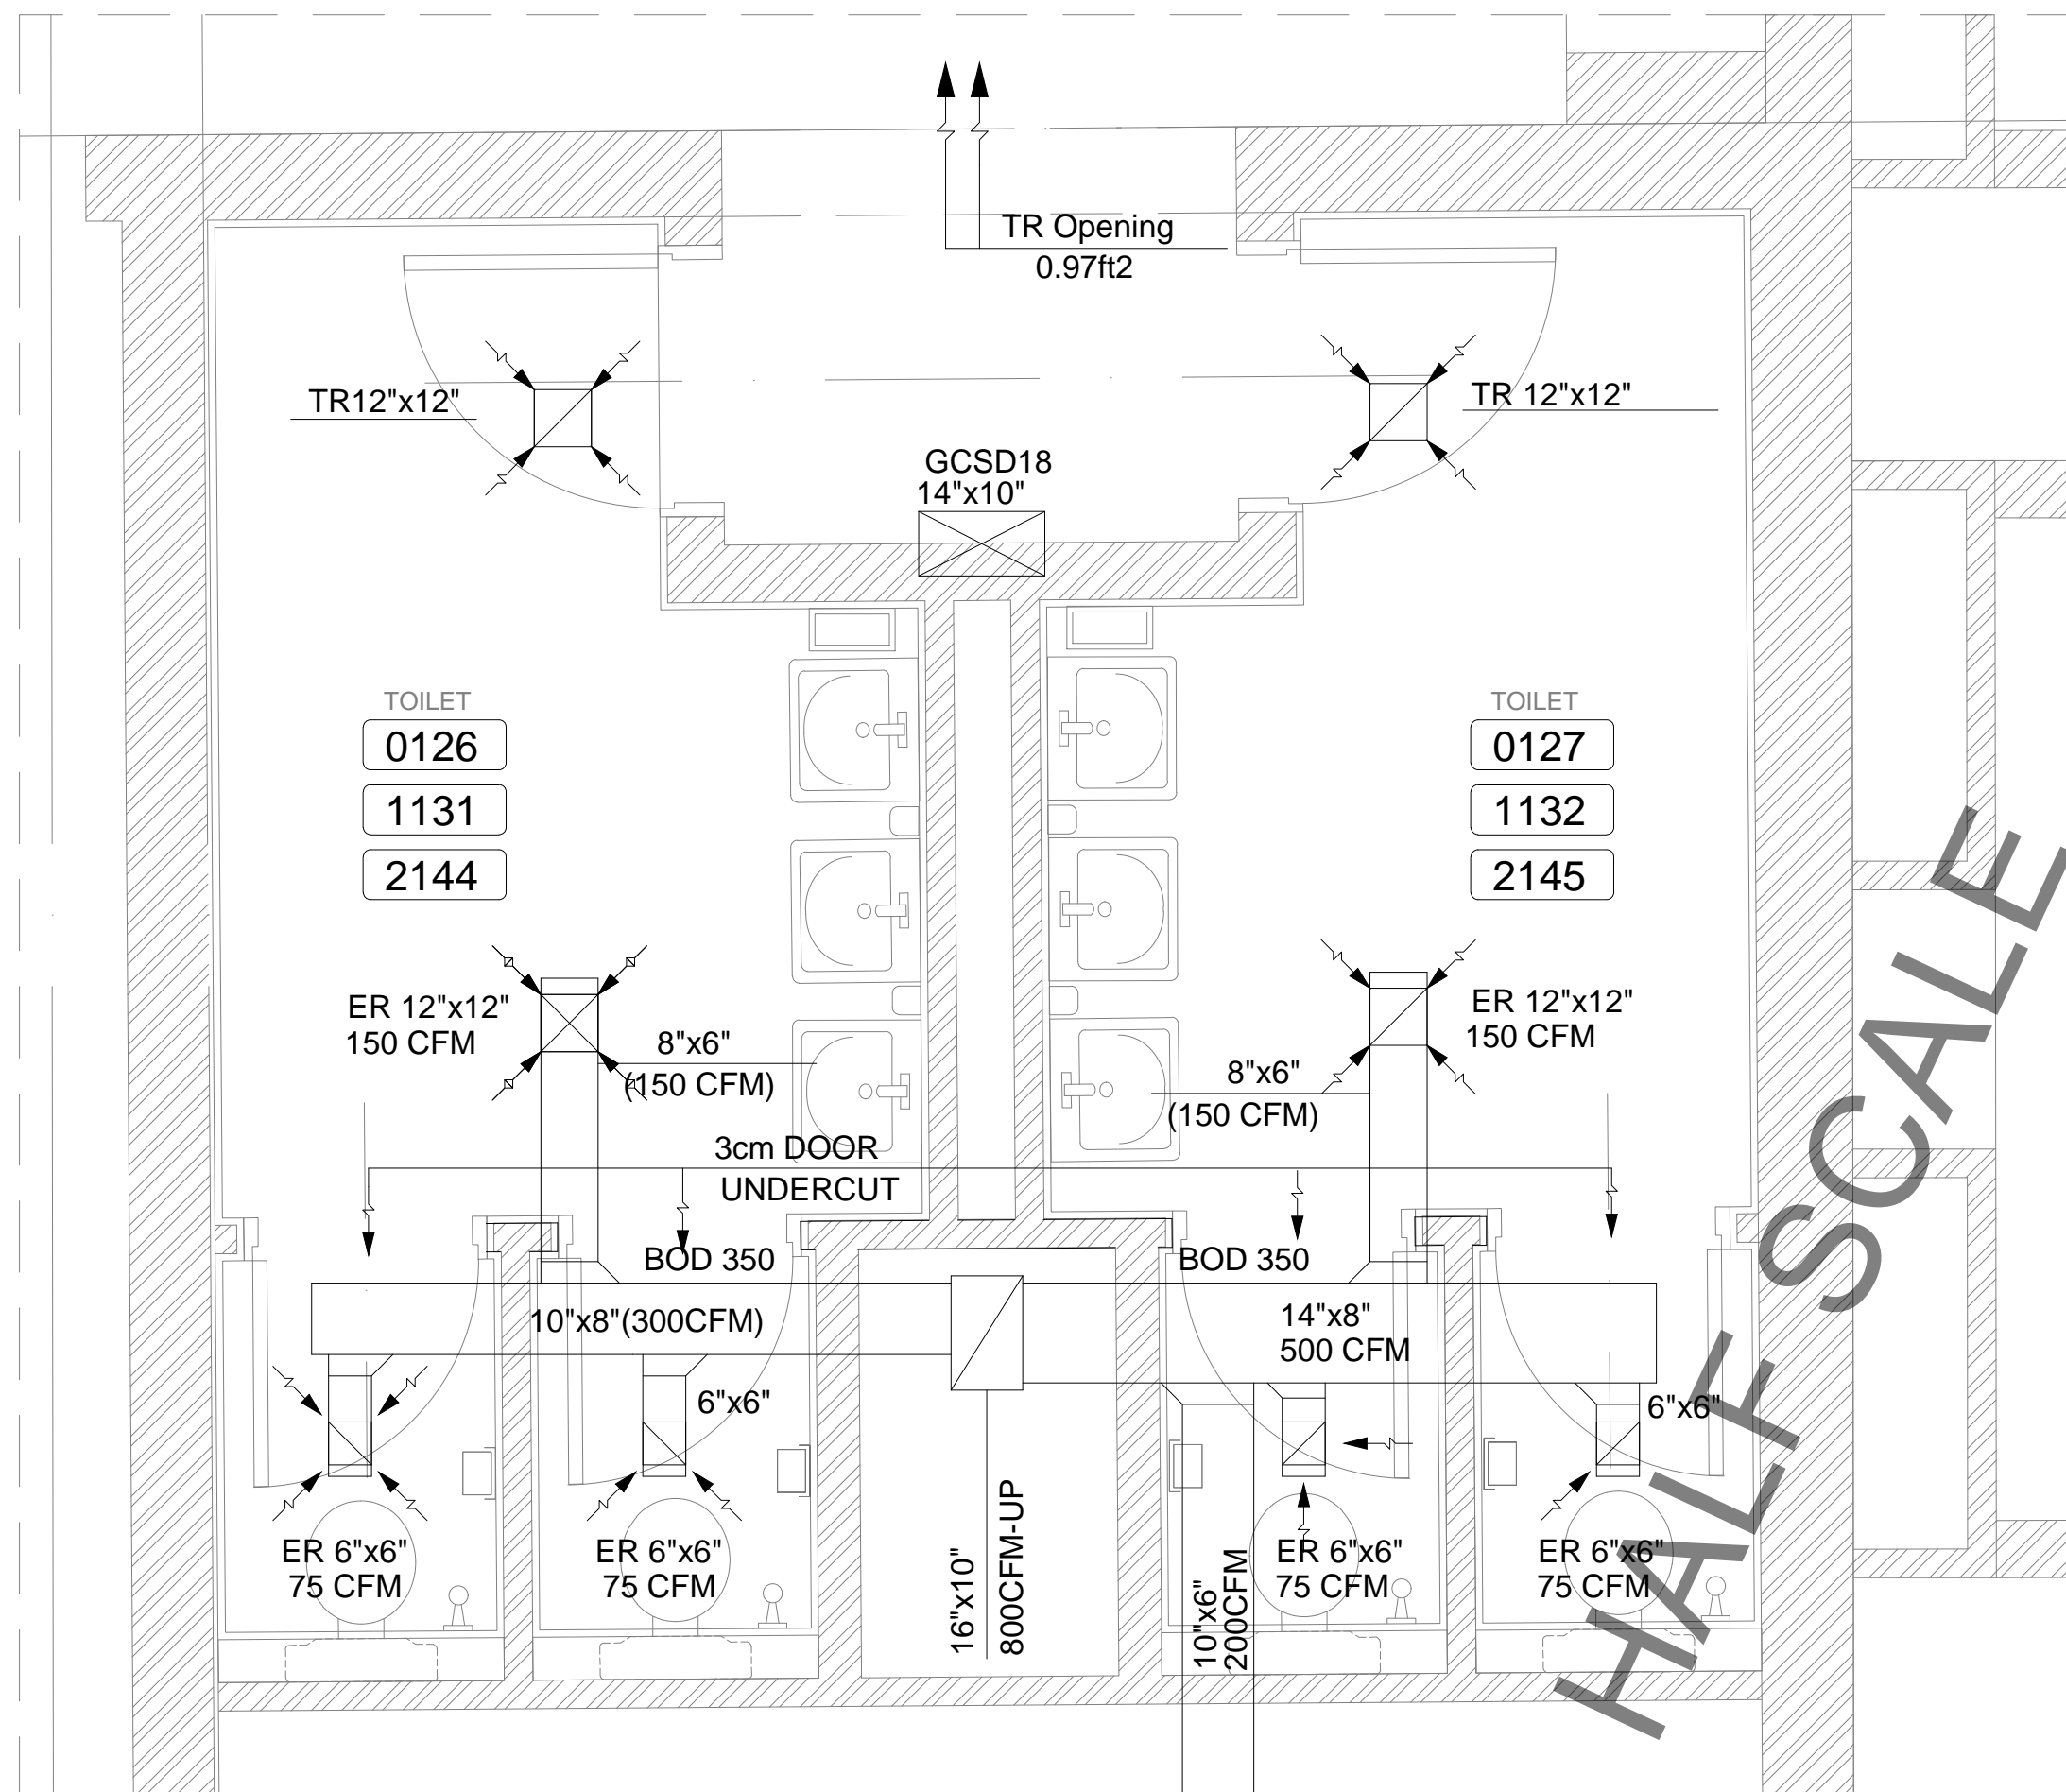 TR Opening
0.97ft2
TR12"x12"
TR 12"x12"
GCSD18
14"x10"
TOILET
0126
1131
2144
TOILET
0127
1132
2145
ER 12"x12"
150 CFM
8"x6"
(150 CFM)
ER 12"x12"
150 CFM
8"x6"
(150 CFM)
3cm DOOR
UNDERCUT
BOD 350
BOD 350
10"x8"(300CFM)
14"x8"
500 CFM
6"x6"
6"x6"
ER 6"x6"
75 CFM
ER 6"x6"
75 CFM
16"x10"
800CFM-UP
10"x6"
200CFM
ER 6"x6"
75 CFM
ER 6"x6"
75 CFM
HALF SCALE